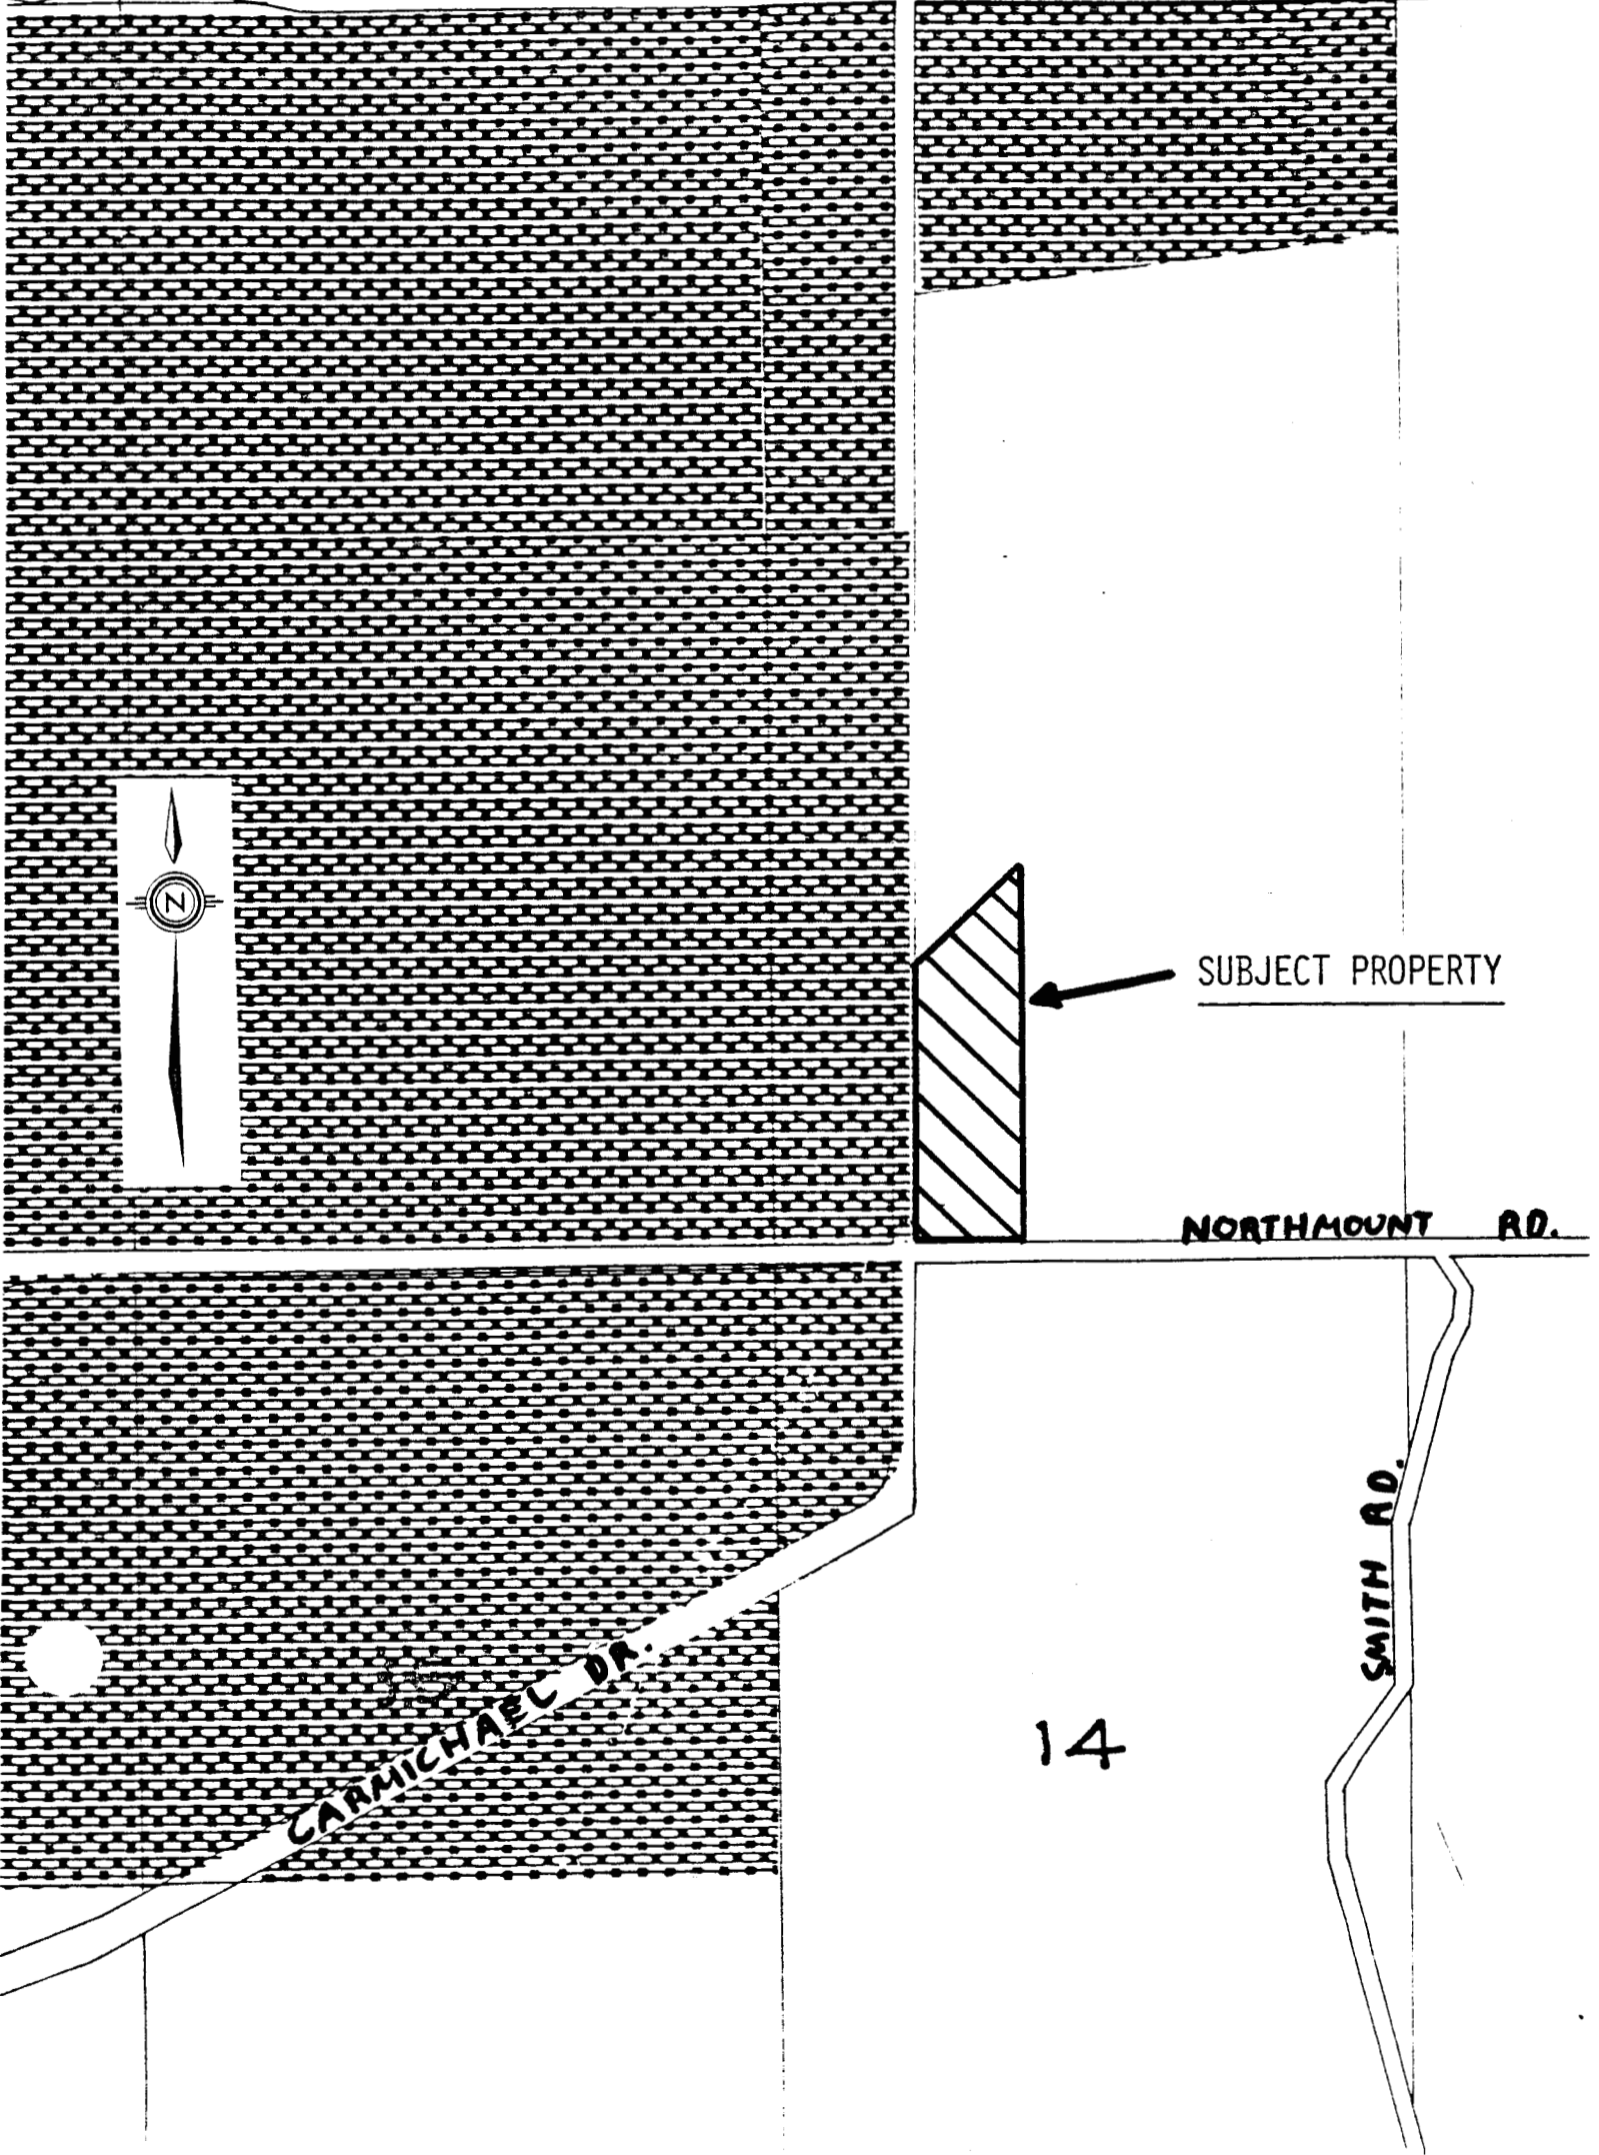 N
SUBJECT PROPERTY
NORTHMOUNT RD.
SMITH RD.
CARMICHAEL DR.
14